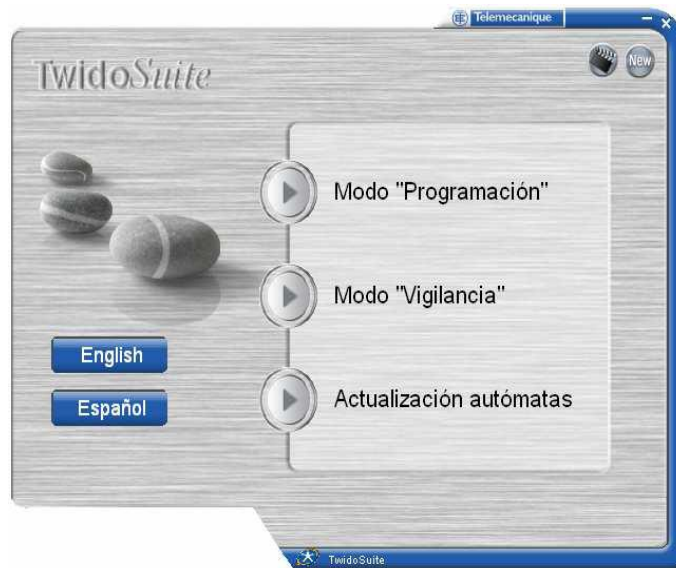 Telemecanique
TwidoSuite
New
Modo "Programación"
Modo "Vigilancia"
English
Español
Actualización autómatas
TwidoSuite